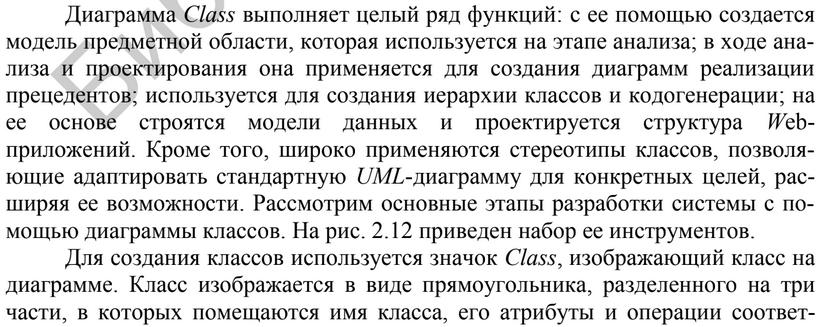 Диаграмма Class выполняет целый ряд функций: с ее помощью создается
модель предметной области, которая используется на этапе анализа; в ходе ана-
лиза и проектирования она применяется для создания диаграмм реализации
прецедентов; используется для создания иерархии классов и кодогенерации; на
ее основе строятся модели данных и проектируется структура Web-
приложений. Кроме того, широко применяются стереотипы классов, позволя-
ющие адаптировать стандартную UML-диаграмму для конкретных целей, рас-
ширяя ее возможности. Рассмотрим основные этапы разработки системы с по-
мощью диаграммы классов. На рис. 2.12 приведен набор ее инструментов.
Для создания классов используется значок Class, изображающий класс на
диаграмме. Класс изображается в виде прямоугольника, разделенного на три
части, в которых помещаются имя класса, его атрибуты и операции соответ-